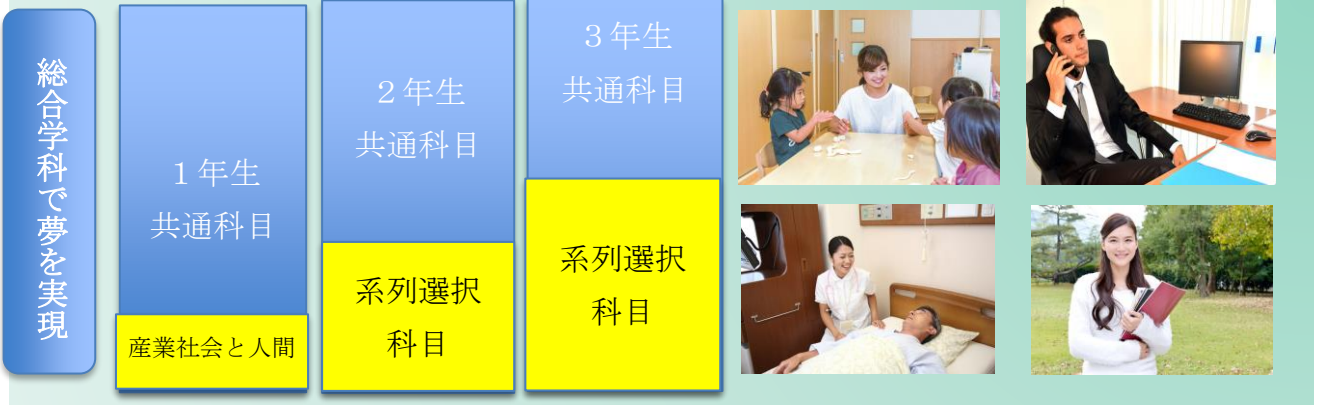 総合学科で夢を実現
１年生
共通科目
産業社会と人間
２年生
共通科目
系列選択
科目
３年生
共通科目
系列選択
科目